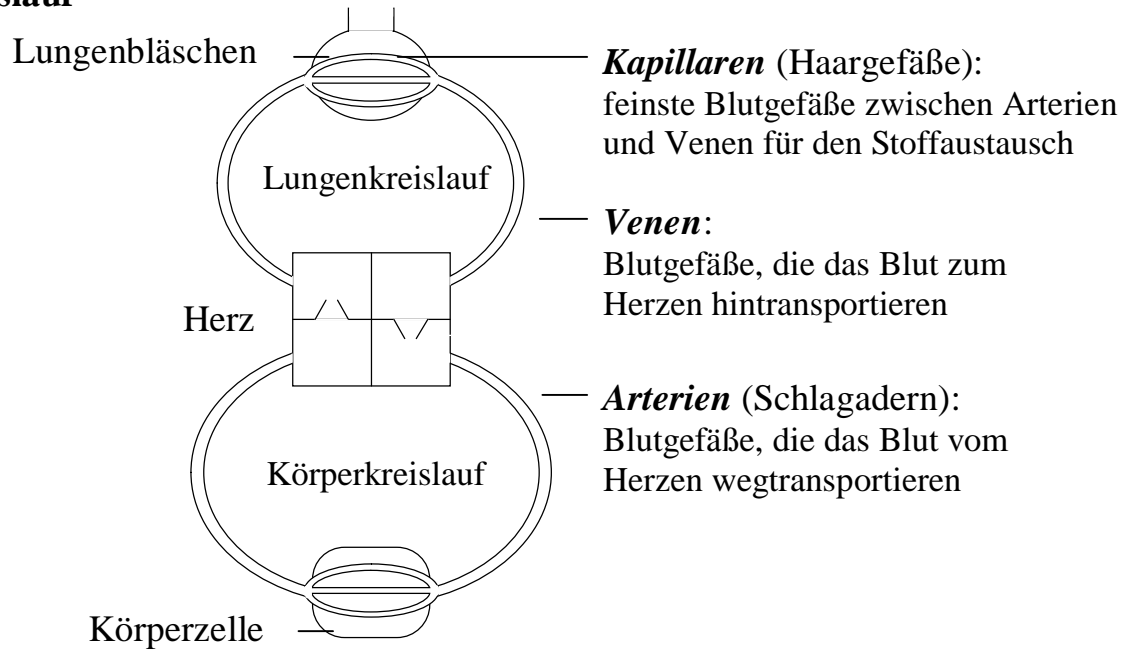 Lungenbläschen
Kapillaren (Haargefäße):
feinste Blutgefäße zwischen Arterien
und Venen für den Stoffaustausch
Lungenkreislauf
Venen:
Blutgefäße, die das Blut zum
Herzen hintransportieren
Herz
Arterien (Schlagadern):
Blutgefäße, die das Blut vom
Herzen wegtransportieren
Körperkreislauf
Körperzelle